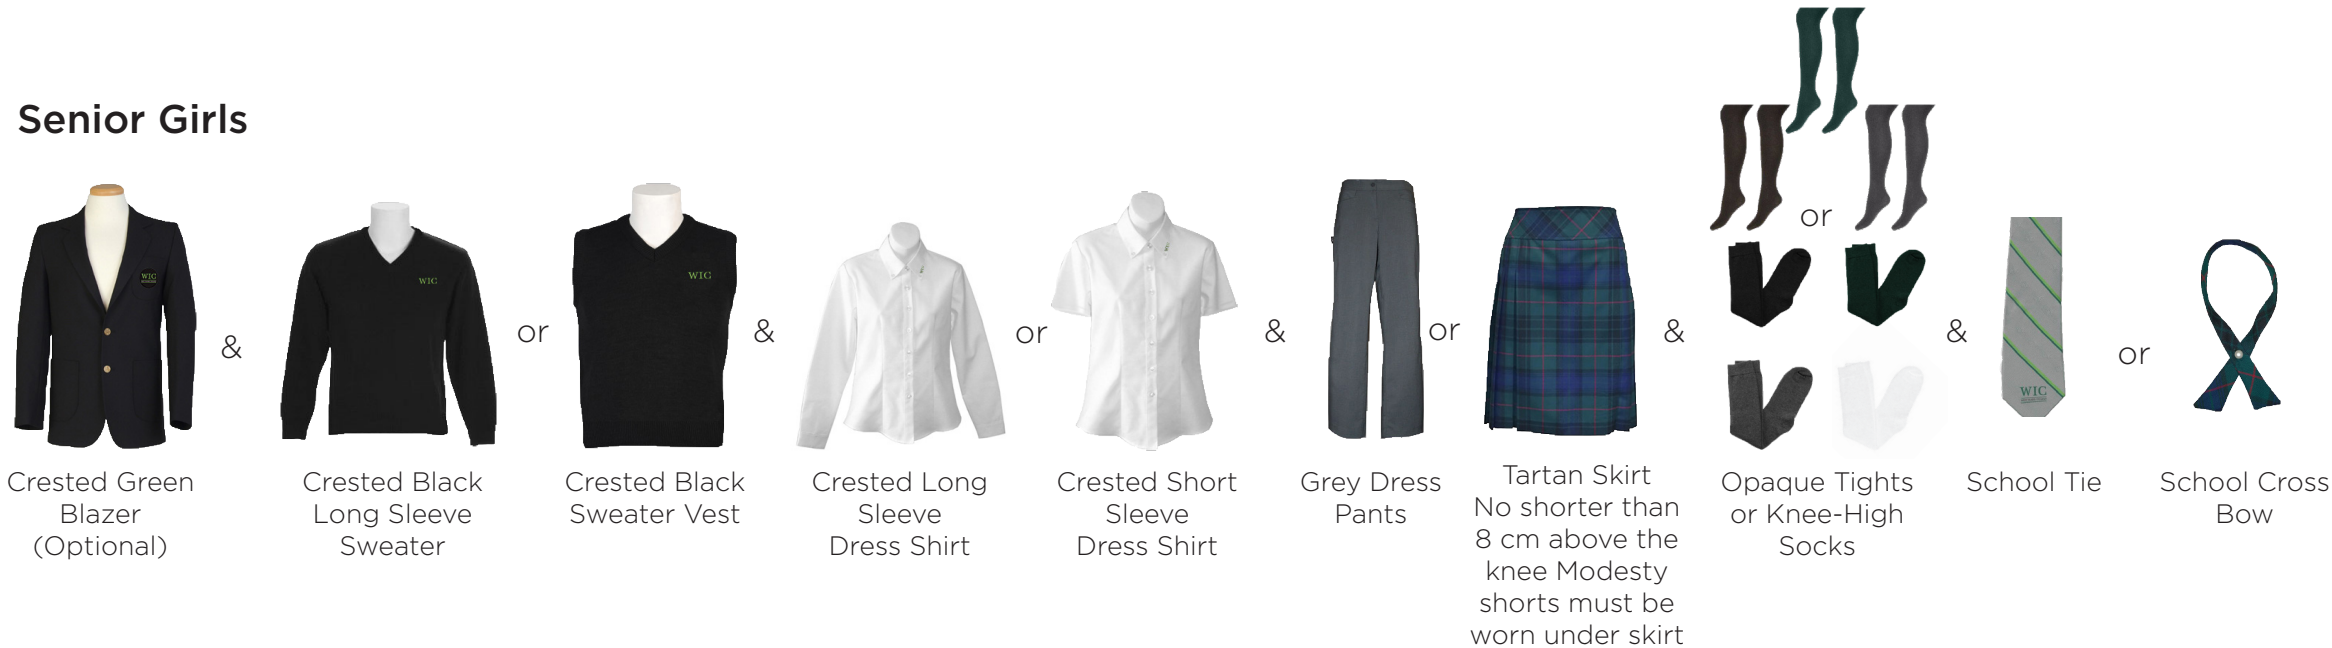 Senior Girls
WIC
WIC
WIC
or
&
or
&
or
&
or
&
&
or
WIC
Crested Green
Blazer
(Optional)
Crested Black
Long Sleeve
Sweater
Crested Black
Sweater Vest
Crested Long
Sleeve
Dress Shirt
Crested Short
Sleeve
Dress Shirt
Grey Dress
Pants
Tartan Skirt
No shorter than
8 cm above the
knee Modesty
shorts must be
worn under skirt
Opaque Tights
or Knee-High
Socks
School Tie
School Cross
Bow